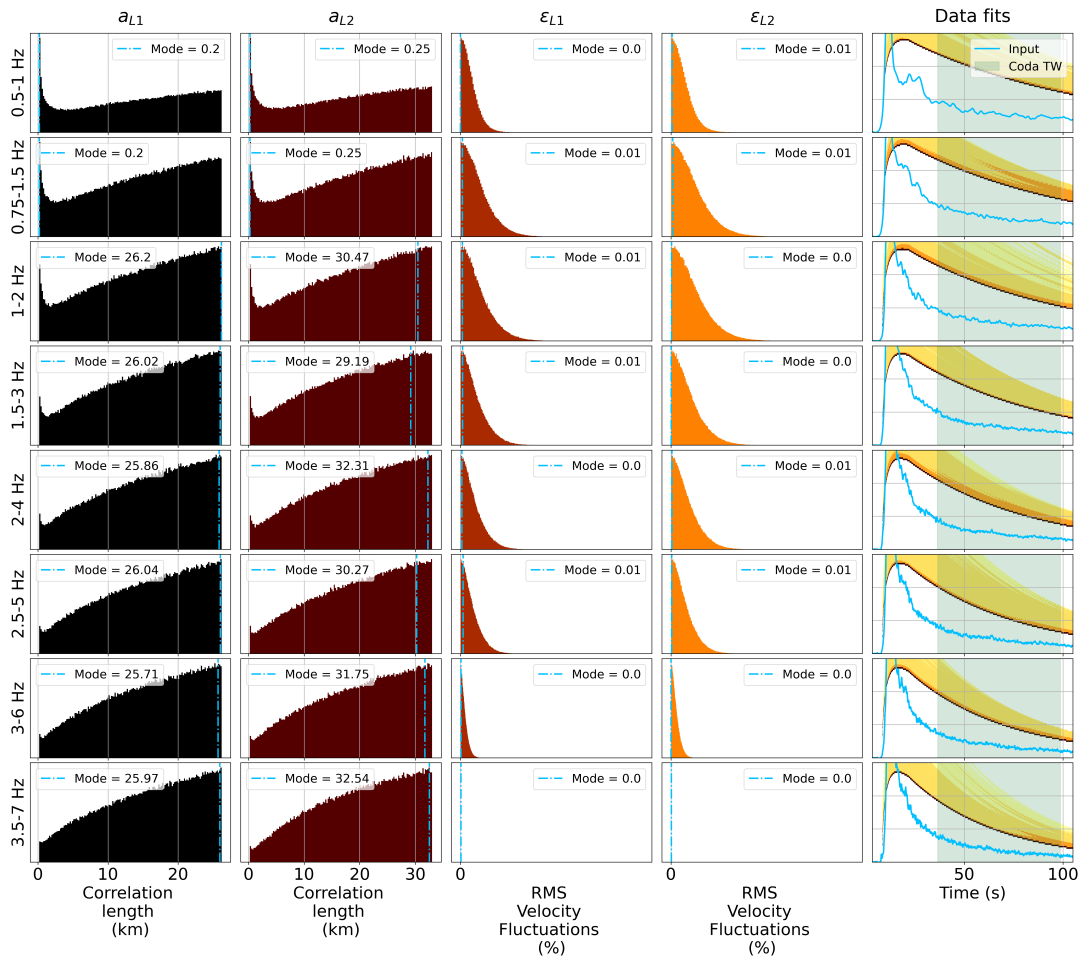 a_{L1} a_{L2} ε_{L1} ε_{L2} Data fits
0.5-1 Hz
Mode = 0.2
Mode = 0.25
Mode = 0.0
Mode = 0.01
Input
Coda TW
0.75-1.5 Hz
Mode = 0.2
Mode = 0.25
Mode = 0.01
Mode = 0.01
1-2 Hz
Mode = 26.2
Mode = 30.47
Mode = 0.01
Mode = 0.0
1.5-3 Hz
Mode = 26.02
Mode = 29.19
Mode = 0.01
Mode = 0.0
2-4 Hz
Mode = 25.86
Mode = 32.31
Mode = 0.0
Mode = 0.01
2.5-5 Hz
Mode = 26.04
Mode = 30.27
Mode = 0.01
Mode = 0.01
3-6 Hz
Mode = 25.71
Mode = 31.75
Mode = 0.0
Mode = 0.0
3.5-7 Hz
Mode = 25.97
Mode = 32.54
Mode = 0.0
Mode = 0.0
0 10 20
0 10 20 30
0
0
50 100
Correlation
length
(km)
Correlation
length
(km)
RMS
Velocity
Fluctuations
(%)
RMS
Velocity
Fluctuations
(%)
Time (s)